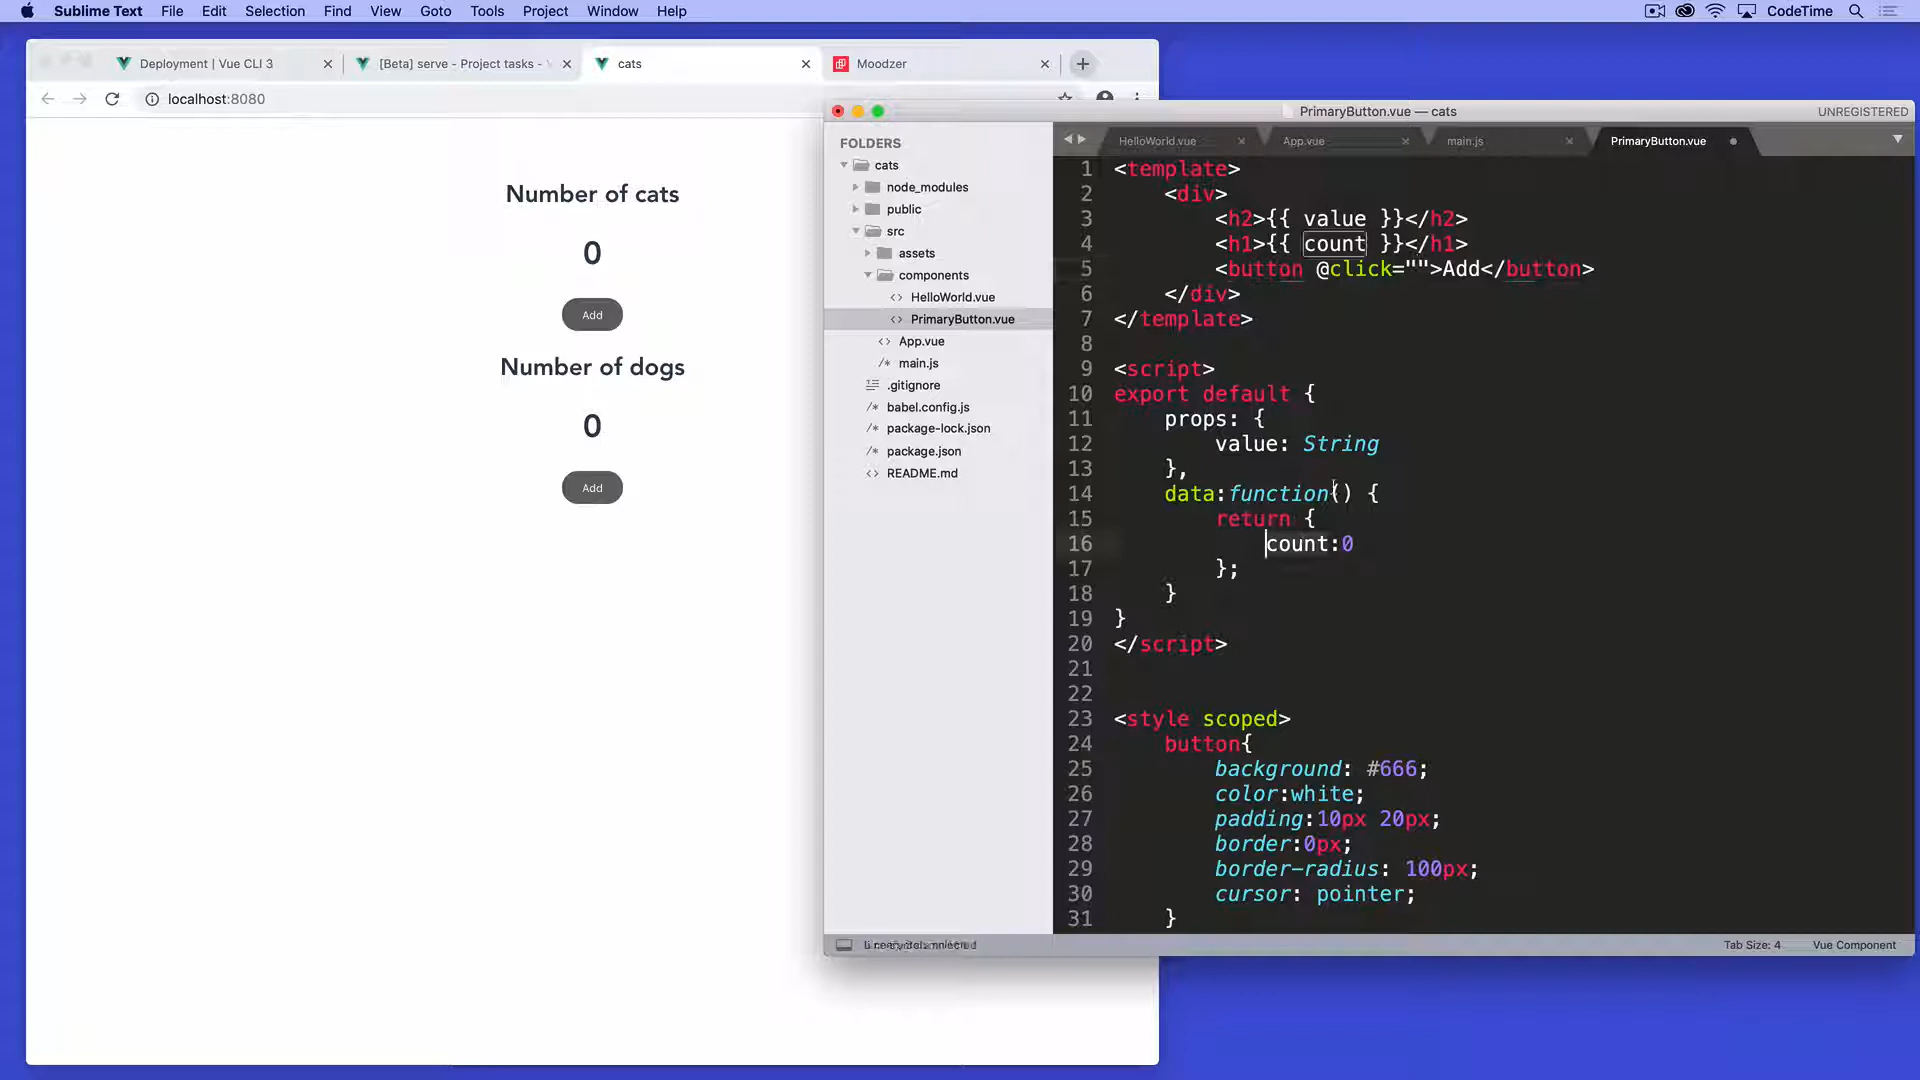 Sublime Text File Edit Selection Find View Goto Tools Project Window Help CodeTime
Deployment | Vue CLI 3
[Beta] serve - Project tasks -
cats
Moodzer
localhost:8080
Number of cats
0
Add
Number of dogs
0
Add
PrimaryButton.vue — cats
UNREGISTERED
FOLDERS
cats
node_modules
public
src
assets
components
HelloWorld.vue
PrimaryButton.vue
App.vue
main.js
.gitignore
babel.config.js
package-lock.json
package.json
README.md
HelloWorld.vue
App.vue
main.js
PrimaryButton.vue
1 <template>
2 <div>
3 <h2>{{ value }}</h2>
4 <h1>{{ count }}</h1>
5 <button @click="">Add</button>
6 </div>
7 </template>
8
9 <script>
10 export default {
11 props: {
12 value: String
13 },
14 data:function() {
15 return {
16 count:0
17 };
18 }
19 }
20 </script>
21
22
23 <style scoped>
24 button{
25 background: #666;
26 color:white;
27 padding:10px 20px;
28 border:0px;
29 border-radius: 100px;
30 cursor: pointer;
31 }
Tab Size: 4
Vue Component